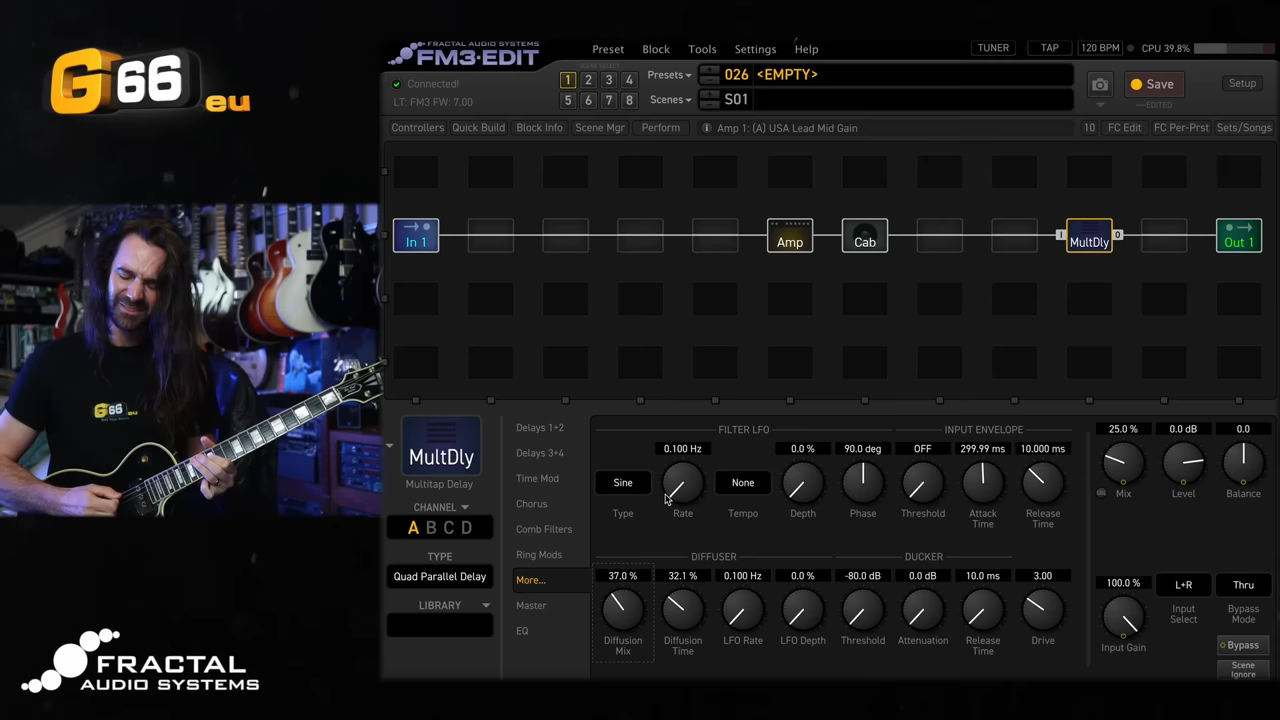 G66
.eu
FRACTAL AUDIO SYSTEMS
FM3-EDIT
Preset Block Tools Settings Help
TUNER TAP 120 BPM CPU 39.8%
Connected!
LT: FM3 FW: 7.00
SCENE SELECT
1 2 3 4
5 6 7 8
Presets 026 <EMPTY>
Scenes S01
Save
EDITED
Setup
Controllers Quick Build Block Info Scene Mgr Perform
Amp 1: (A) USA Lead Mid Gain
10 FC Edit FC Per-Prst Sets/Songs
In 1 Amp Cab I MultDly O Out 1
G66
.eu
MultDly
Multitap Delay
CHANNEL
A B C D
TYPE
Quad Parallel Delay
LIBRARY
Delays 1+2
Delays 3+4
Time Mod
Chorus
Comb Filters
Ring Mods
More...
Master
EQ
FILTER LFO INPUT ENVELOPE
0.100 Hz 0.0 % 90.0 deg OFF 299.99 ms 10.000 ms
Sine None
Type Rate Tempo Depth Phase Threshold Attack Time Release Time
DIFFUSER DUCKER
37.0 % 32.1 % 0.100 Hz 0.0 % -80.0 dB 0.0 dB 10.0 ms 3.00
Diffusion Mix Diffusion Time LFO Rate LFO Depth Threshold Attenuation Release Time Drive
25.0 % 0.0 dB 0.0
Mix Level Balance
100.0 % L+R Thru
Input Gain Input Select Bypass Mode
Bypass
Scene Ignore
FRACTAL
AUDIO SYSTEMS